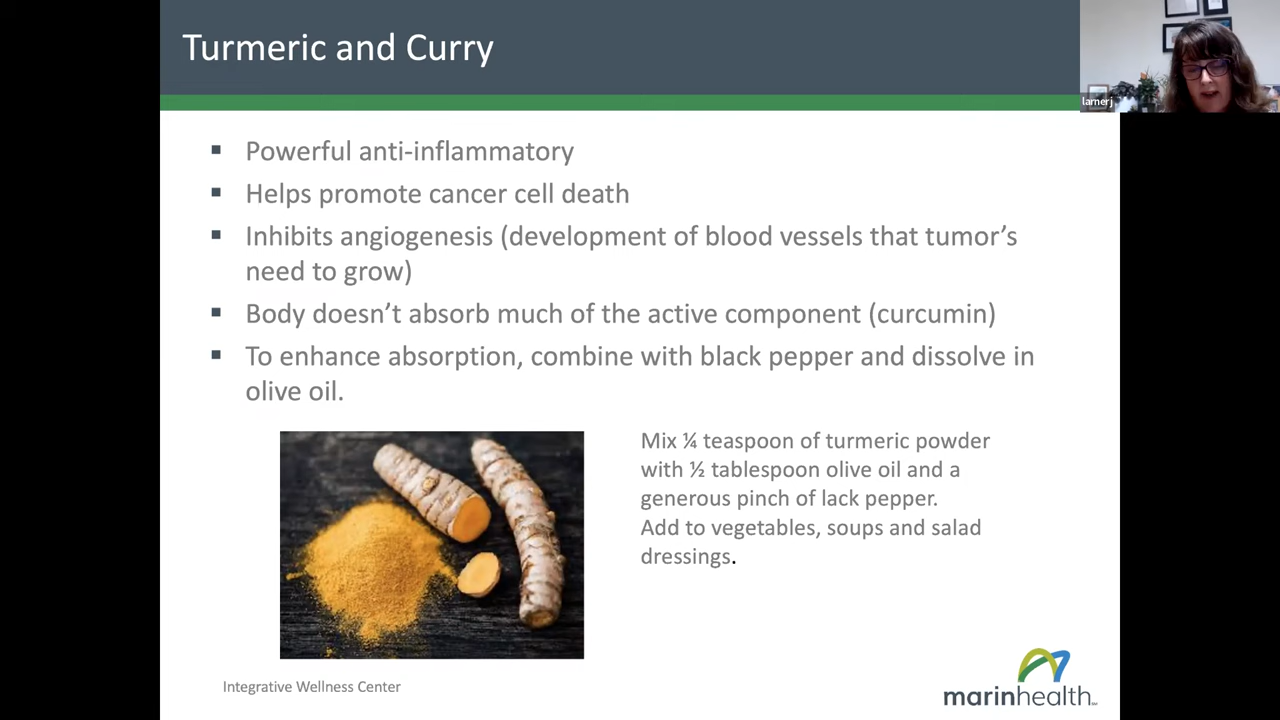 Turmeric and Curry
larnerj
Powerful anti-inflammatory
Helps promote cancer cell death
Inhibits angiogenesis (development of blood vessels that tumor's
need to grow)
Body doesn't absorb much of the active component (curcumin)
To enhance absorption, combine with black pepper and dissolve in
olive oil.
Mix ¼ teaspoon of turmeric powder
with ½ tablespoon olive oil and a
generous pinch of lack pepper.
Add to vegetables, soups and salad
dressings.
Integrative Wellness Center
marinhealth